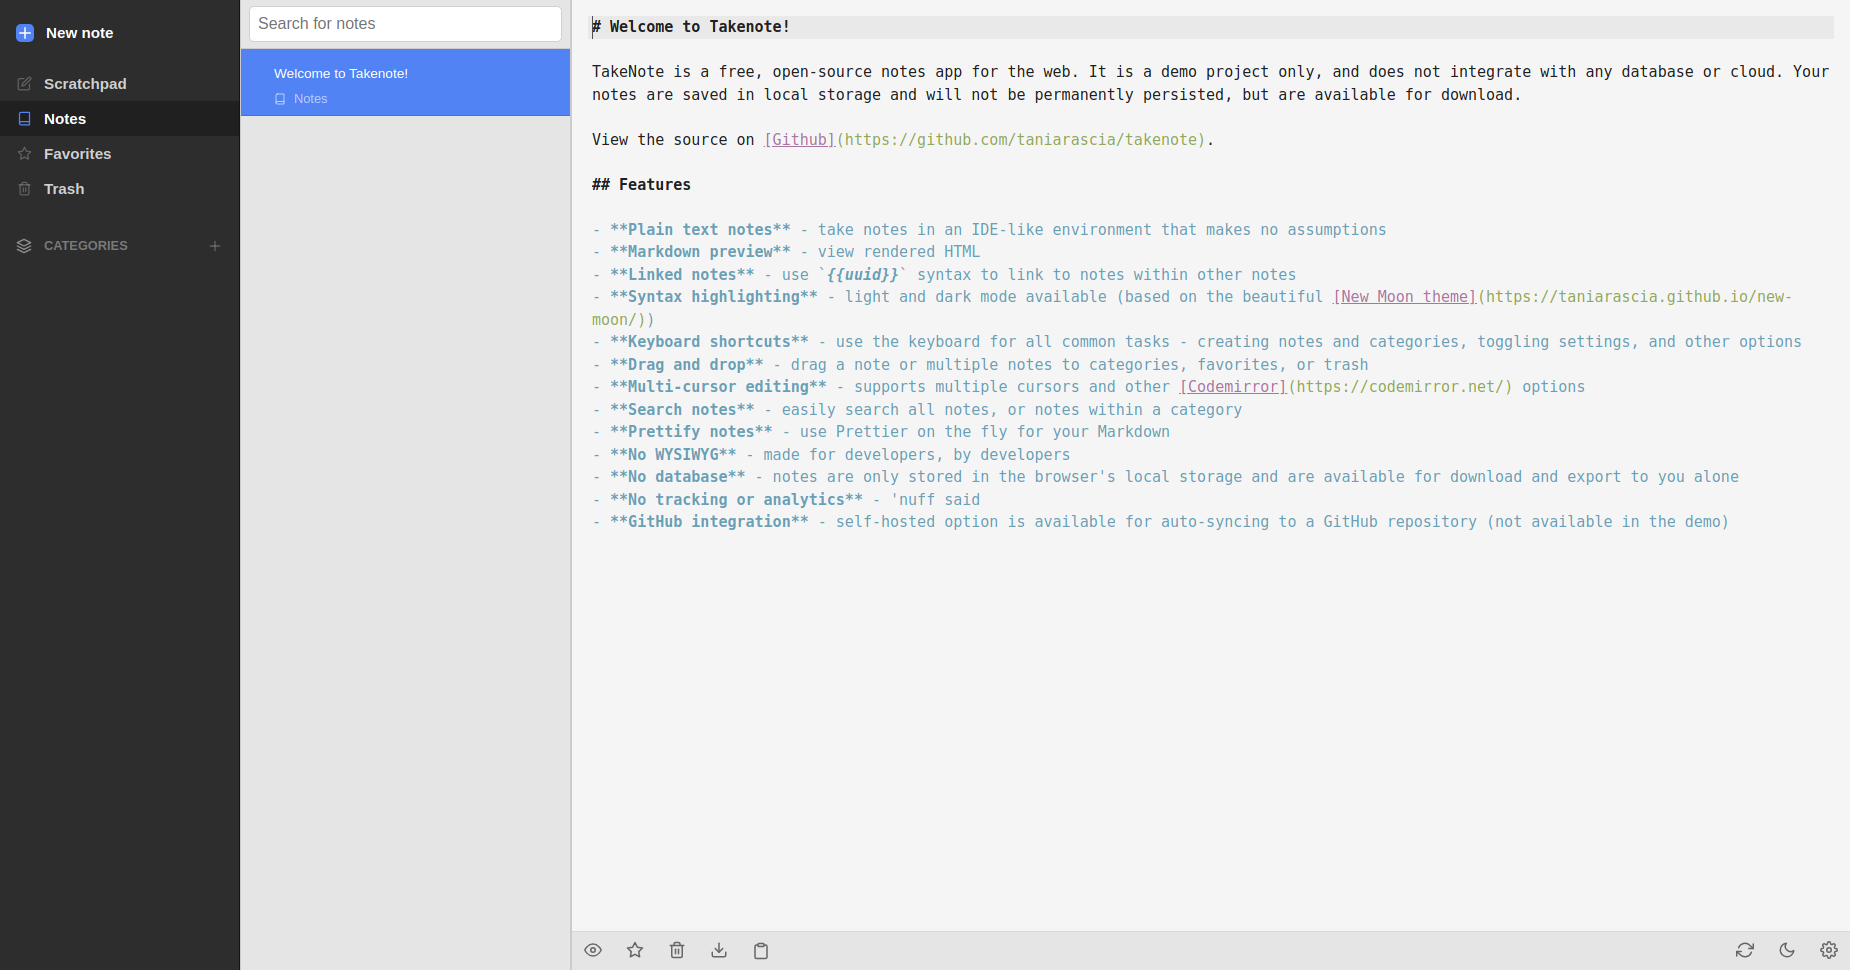 New note
Scratchpad
Notes
Favorites
Trash
CATEGORIES
Search for notes
Welcome to Takenote!
Notes
# Welcome to Takenote!
TakeNote is a free, open-source notes app for the web. It is a demo project only, and does not integrate with any database or cloud. Your
notes are saved in local storage and will not be permanently persisted, but are available for download.
View the source on [Github](https://github.com/taniarascia/takenote).
## Features
- **Plain text notes** - take notes in an IDE-like environment that makes no assumptions
- **Markdown preview** - view rendered HTML
- **Linked notes** - use `{{uuid}}` syntax to link to notes within other notes
- **Syntax highlighting** - light and dark mode available (based on the beautiful [New Moon theme](https://taniarascia.github.io/new-
moon/))
- **Keyboard shortcuts** - use the keyboard for all common tasks - creating notes and categories, toggling settings, and other options
- **Drag and drop** - drag a note or multiple notes to categories, favorites, or trash
- **Multi-cursor editing** - supports multiple cursors and other [Codemirror](https://codemirror.net/) options
- **Search notes** - easily search all notes, or notes within a category
- **Prettify notes** - use Prettier on the fly for your Markdown
- **No WYSIWYG** - made for developers, by developers
- **No database** - notes are only stored in the browser's local storage and are available for download and export to you alone
- **No tracking or analytics** - 'nuff said
- **GitHub integration** - self-hosted option is available for auto-syncing to a GitHub repository (not available in the demo)